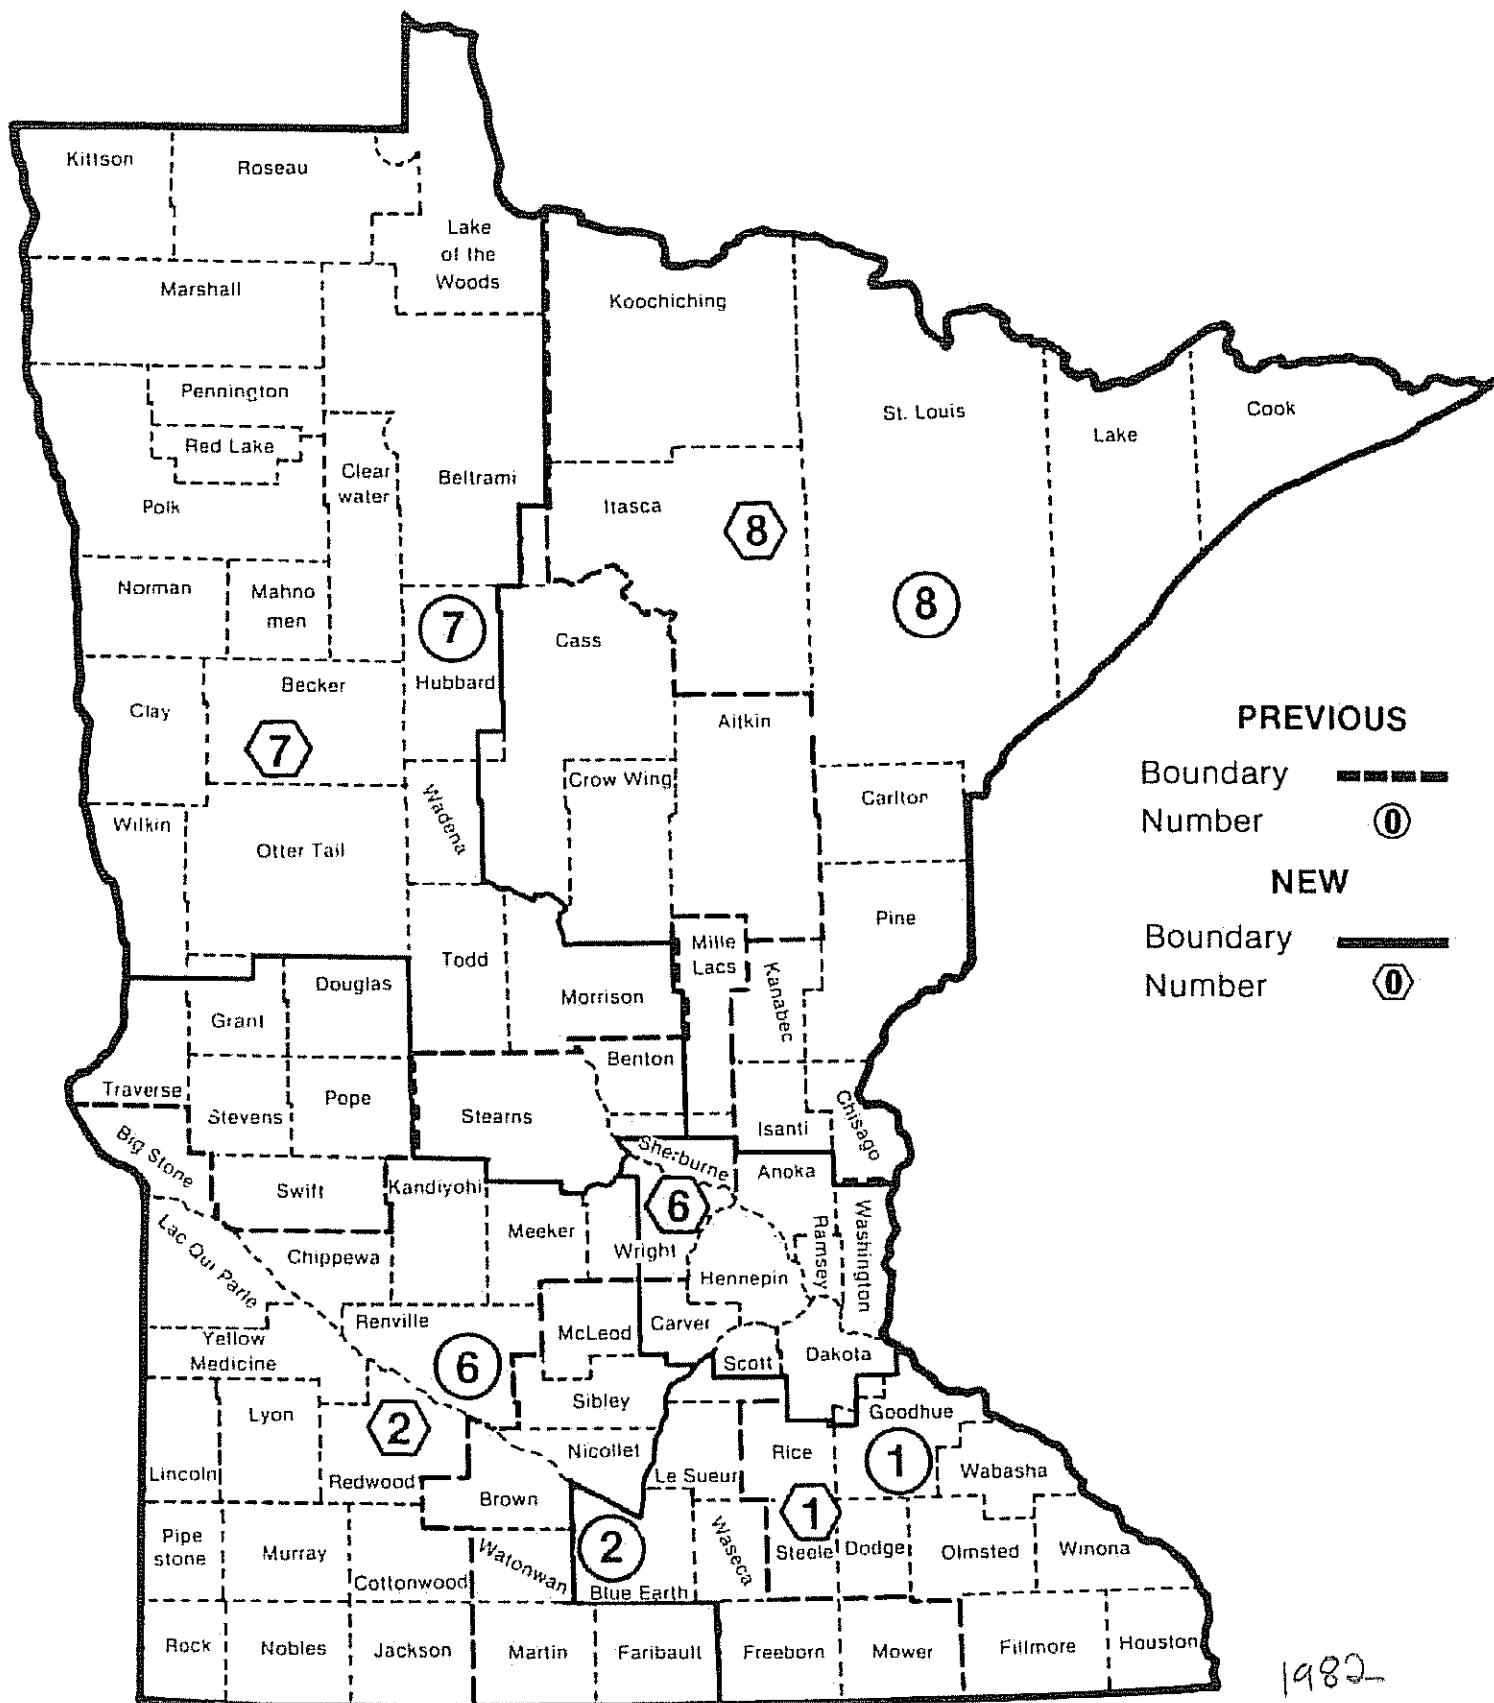 Kittson
Roseau
Lake
of the
Woods
Marshall
Koochiching
Pennington
Red Lake
Clear
water
Beltrami
St. Louis
Lake
Cook
Polk
Itasca
8
8
Norman
Mahno
men
7
Cass
Hubbard
Becker
Clay
7
Aitkin
PREVIOUS
Boundary
Number 0
NEW
Boundary
Number 0
Crow Wing
Carlton
Wadena
Wilkin
Otter Tail
Pine
Mille
Lacs
Kanabec
Todd
Morrison
Douglas
Grant
Benton
Traverse
Stevens
Pope
Stearns
Isanti
Chisago
Big Stone
Sherburne
Anoka
Swift
Kandiyohi
6
Lac Qui Parle
Meeker
Wright
Ramsey
Washington
Chippewa
Hennepin
Renville
McLeod
Carver
Yellow
Medicine
6
Scott
Dakota
Sibley
Lyon
2
Goodhue
Nicollet
Rice
1
Lincoln
Redwood
Le Sueur
Wabasha
Brown
1
Pipe
stone
Murray
Cottonwood
Watonwan
2
Blue Earth
Waseca
Steele
Dodge
Olmsted
Winona
Rock
Nobles
Jackson
Martin
Faribault
Freeborn
Mower
Fillmore
Houston
1982